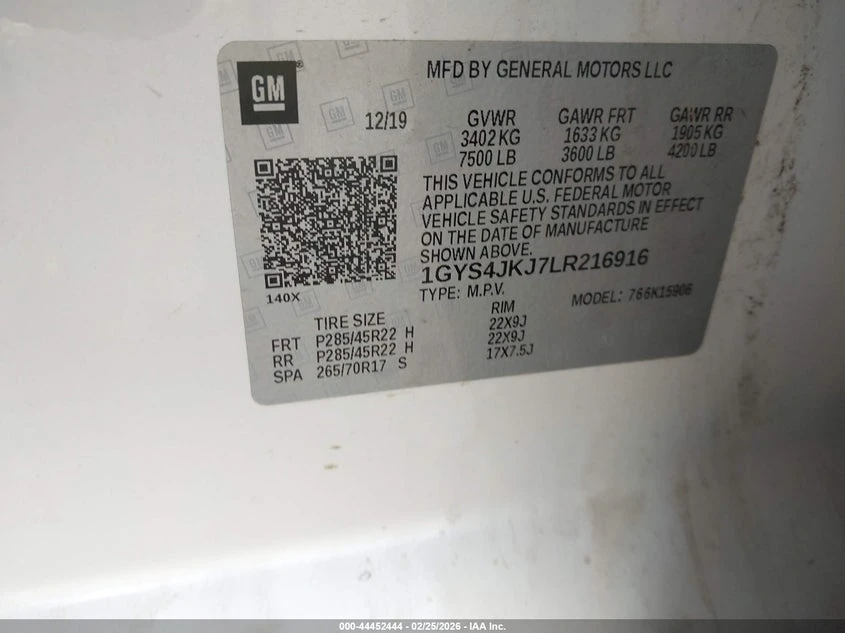 GM
MFD BY GENERAL MOTORS LLC
12/19 GVWR GAWR FRT GAWR RR
3402 KG 1633 KG 1905 KG
7500 LB 3600 LB 4200 LB
THIS VEHICLE CONFORMS TO ALL
APPLICABLE U.S. FEDERAL MOTOR
VEHICLE SAFETY STANDARDS IN EFFECT
ON THE DATE OF MANUFACTURE
SHOWN ABOVE.
1GYS4JKJ7LR216916
140X
TYPE: M.P.V. MODEL: 766K15906
TIRE SIZE RIM
FRT P285/45R22 H 22X9J
RR P285/45R22 H 22X9J
SPA 265/70R17 S 17X7.5J
000-44452444 - 02/25/2026 - IAA Inc.